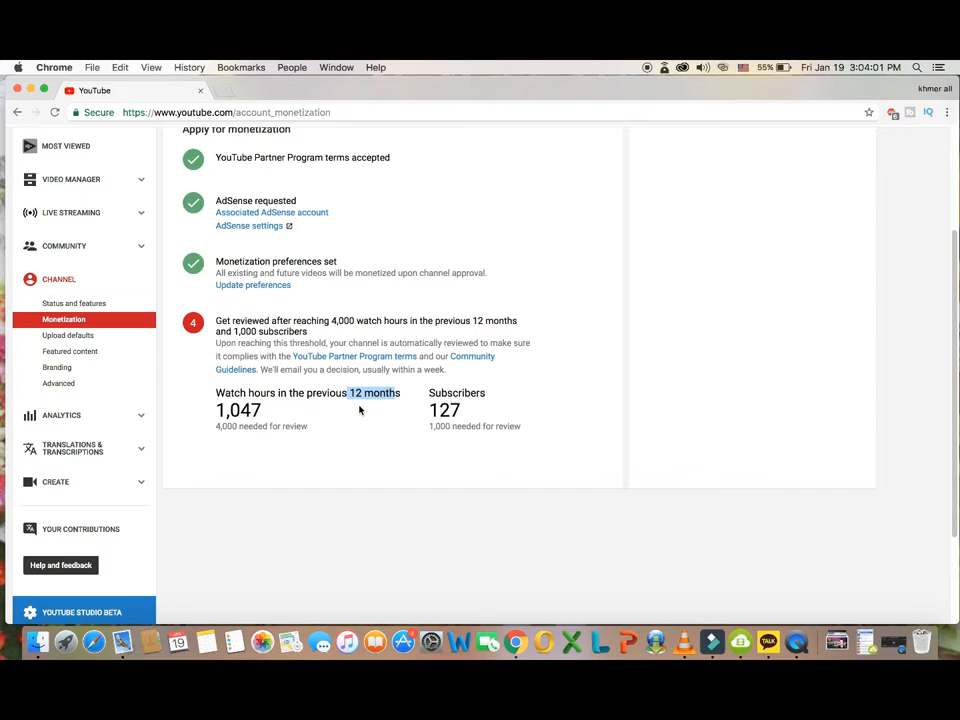 Chrome File Edit View History Bookmarks People Window Help 55% Fri Jan 19 3:04:01 PM
YouTube
khmer all
Secure https://www.youtube.com/account_monetization
IQ
MOST VIEWED
VIDEO MANAGER
LIVE STREAMING
COMMUNITY
CHANNEL
Status and features
Monetization
Upload defaults
Featured content
Branding
Advanced
ANALYTICS
TRANSLATIONS &
TRANSCRIPTIONS
CREATE
YOUR CONTRIBUTIONS
Help and feedback
YOUTUBE STUDIO BETA
Apply for monetization
YouTube Partner Program terms accepted
AdSense requested
Associated AdSense account
AdSense settings
Monetization preferences set
All existing and future videos will be monetized upon channel approval.
Update preferences
4
Get reviewed after reaching 4,000 watch hours in the previous 12 months
and 1,000 subscribers
Upon reaching this threshold, your channel is automatically reviewed to make sure
it complies with the YouTube Partner Program terms and our Community
Guidelines. We'll email you a decision, usually within a week.
Watch hours in the previous 12 months Subscribers
1,047 127
4,000 needed for review 1,000 needed for review
JAN
19
TALK